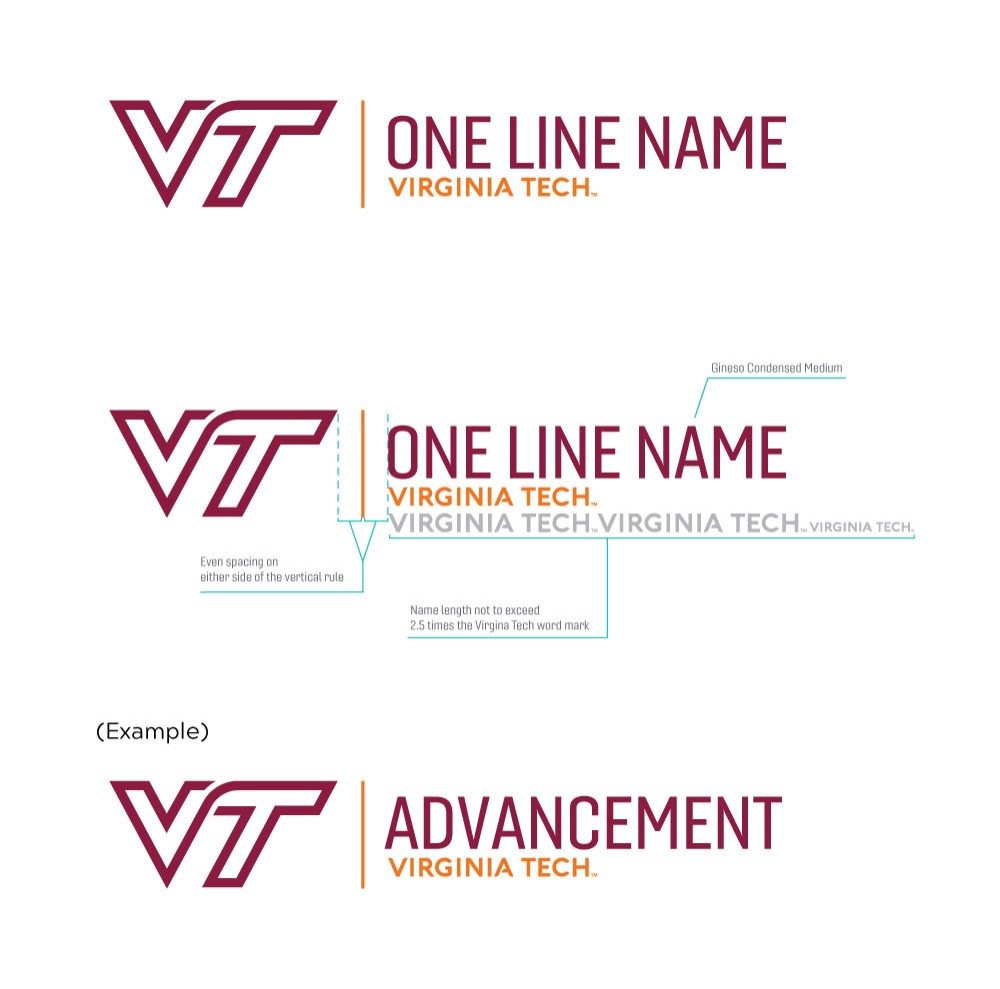 VT ONE LINE NAME
VIRGINIA TECH™
Gineso Condensed Medium
VT ONE LINE NAME
VIRGINIA TECH™
VIRGINIA TECH™ VIRGINIA TECH™ VIRGINIA TECH™
Even spacing on
either side of the vertical rule
Name length not to exceed
2.5 times the Virgina Tech word mark
(Example)
VT ADVANCEMENT
VIRGINIA TECH™